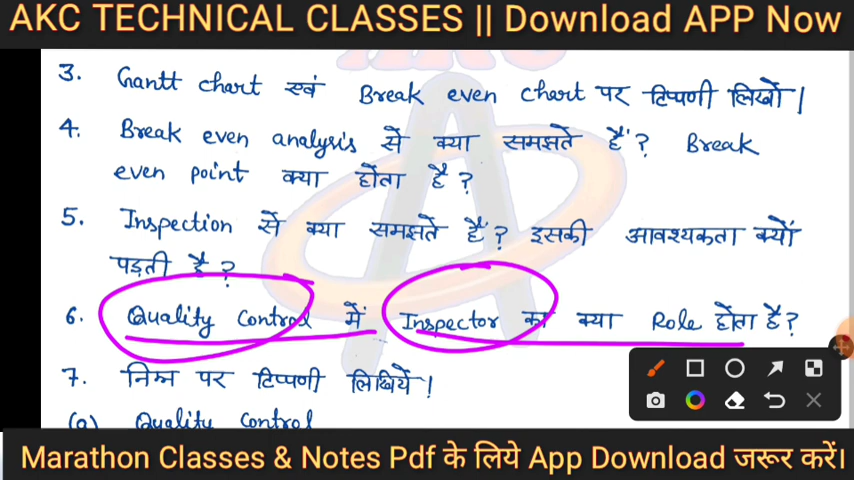 AKC TECHNICAL CLASSES || Download APP Now
3. Gantt chart एवं Break even chart पर टिप्पणी लिखो |
4. Break even analysis से क्या समझते हैं? Break
even point क्या होता है?
5. Inspection से क्या समझते हैं? इसकी आवश्यकता क्यों
पड़ती है?
6. Quality Control में Inspector का क्या Role होता है?
7. निम्न पर टिप्पणी लिखिये |
(a) Quality Control
Marathon Classes & Notes Pdf के लिये App Download जरूर करें।